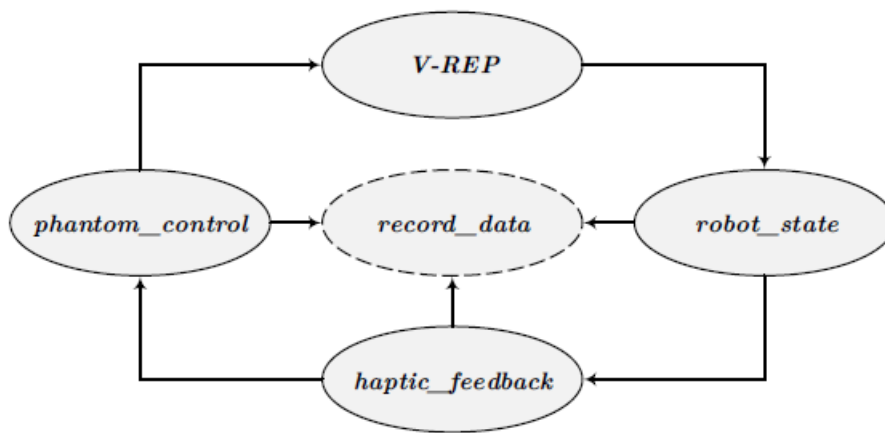 V-REP
phantom_control
record_data
robot_state
haptic_feedback